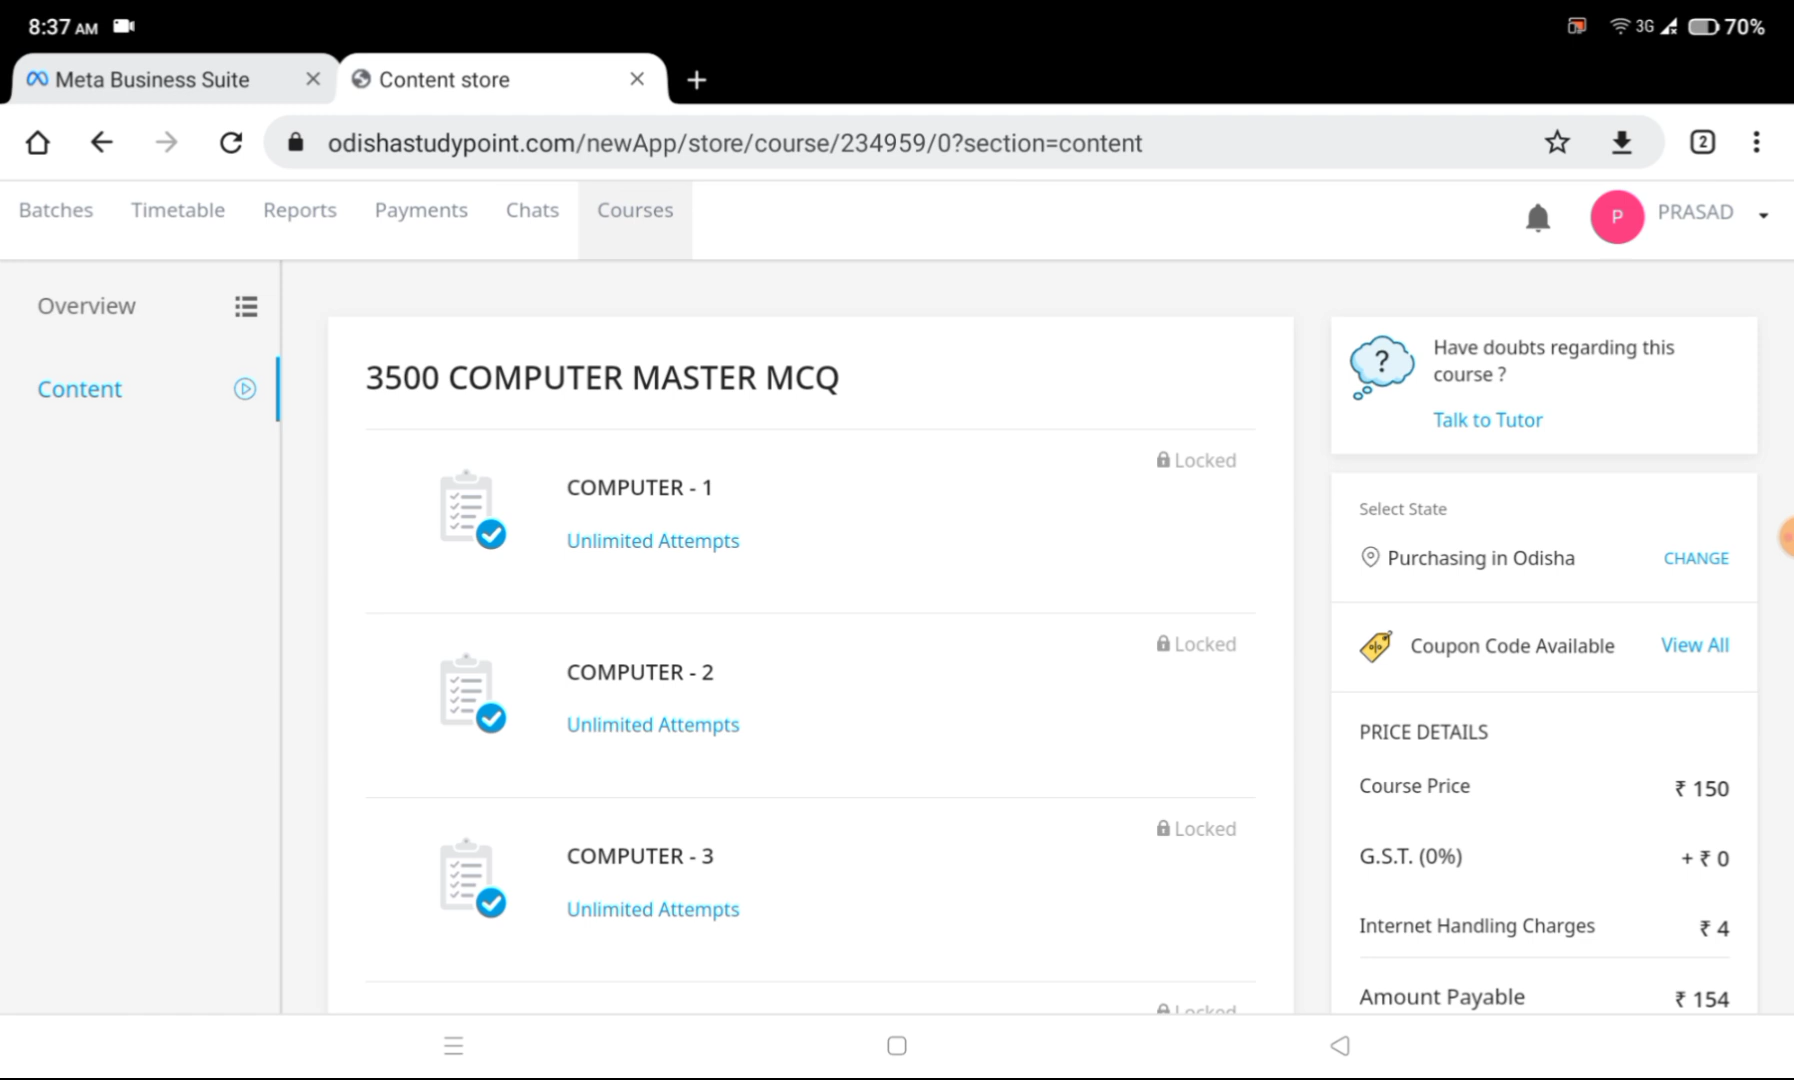 8:37 AM
3G 70%
Meta Business Suite
Content store
odishastudypoint.com/newApp/store/course/234959/0?section=content
2
Batches Timetable Reports Payments Chats Courses
P PRASAD
Overview
Content
3500 COMPUTER MASTER MCQ
Locked
COMPUTER - 1
Unlimited Attempts
Locked
COMPUTER - 2
Unlimited Attempts
Locked
COMPUTER - 3
Unlimited Attempts
Locked
?
Have doubts regarding this
course ?
Talk to Tutor
Select State
Purchasing in Odisha CHANGE
% Coupon Code Available View All
PRICE DETAILS
Course Price ₹ 150
G.S.T. (0%) + ₹ 0
Internet Handling Charges ₹ 4
Amount Payable ₹ 154